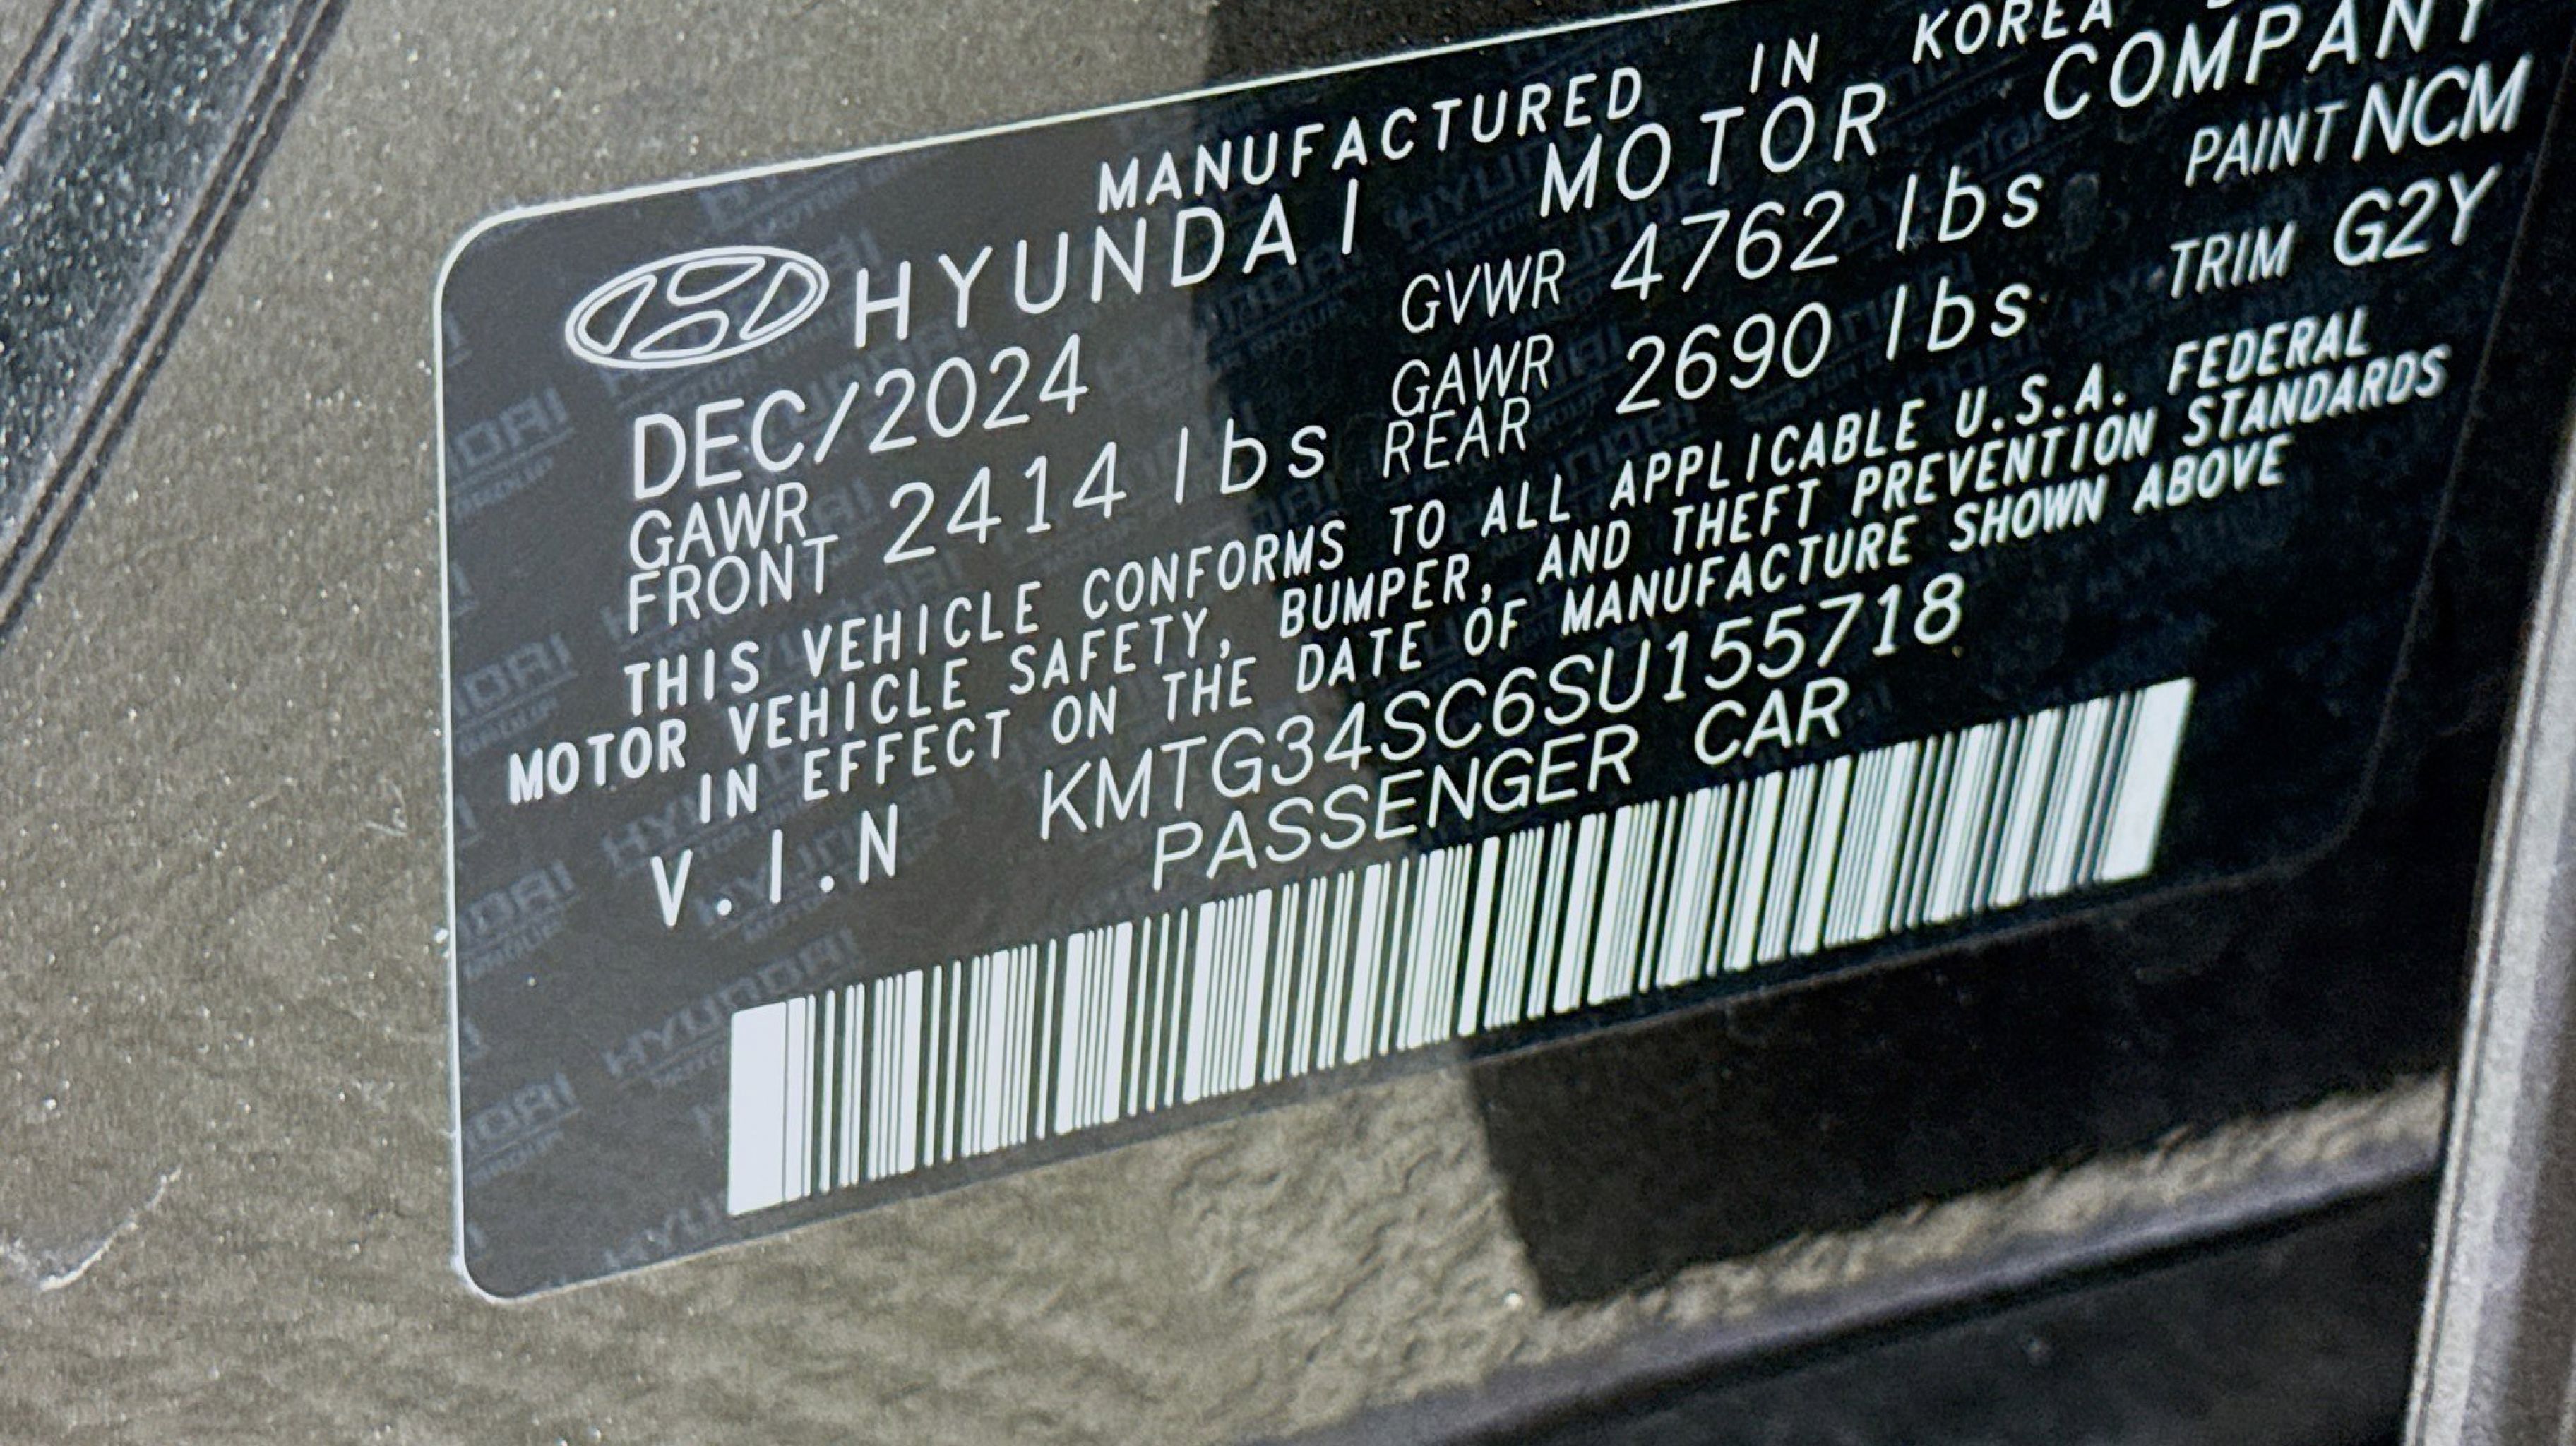 MANUFACTURED IN KOREA
HYUNDAI MOTOR COMPANY
DEC/2024 GVWR 4762 lbs PAINT NCM
GAWR FRONT 2414 lbs GAWR REAR 2690 lbs TRIM G2Y
THIS VEHICLE CONFORMS TO ALL APPLICABLE U.S.A. FEDERAL
MOTOR VEHICLE SAFETY, BUMPER, AND THEFT PREVENTION STANDARDS
IN EFFECT ON THE DATE OF MANUFACTURE SHOWN ABOVE
V.I.N KMTG34SC6SU155718
PASSENGER CAR